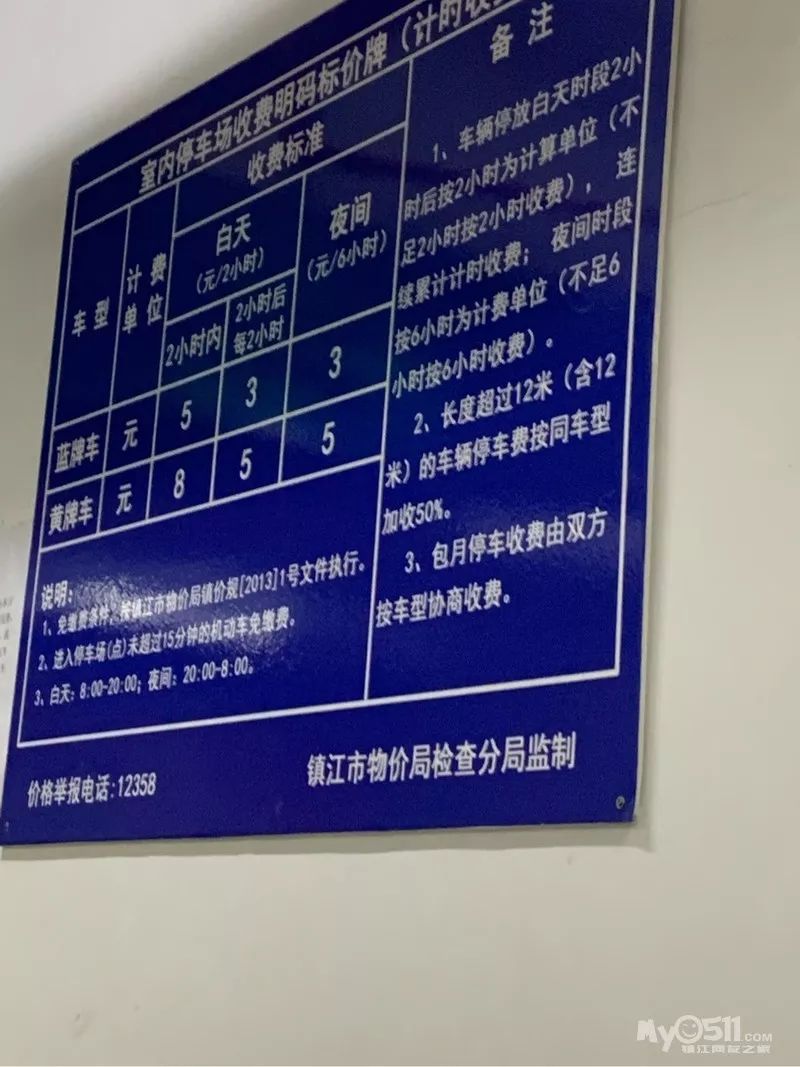 室内停车场收费明码标价牌（计时收费
车型
计费单位
收费标准
白天
（元/2小时）
夜间
（元/6小时）
2小时内
2小时后
每2小时
蓝牌车 元 5 3 3
黄牌车 元 8 5 5
说明：
1、免缴费条件，按镇江市物价局镇价规[2013]1号文件执行。
2、进入停车场(点)未超过15分钟的机动车免缴费。
3、白天：8:00-20:00；夜间：20:00-8:00。
备注
1、车辆停放白天时段2小
时后按2小时为计算单位（不
足2小时按2小时收费），连
续累计计时收费；夜间时段
按6小时为计费单位（不足6
小时按6小时收费）。
2、长度超过12米（含12
米）的车辆停车费按同车型
加收50%。
3、包月停车收费由双方
按车型协商收费。
价格举报电话:12358
镇江市物价局检查分局监制
My0511.COM
镇江网友之家